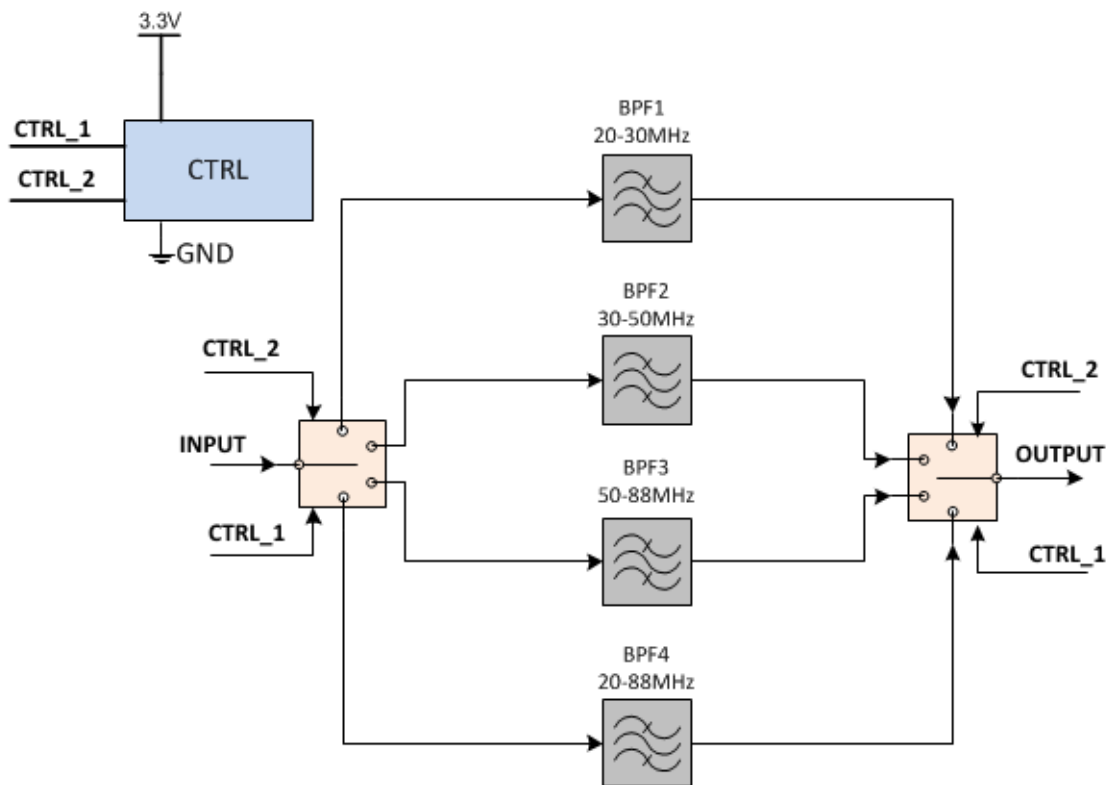 3.3V
CTRL_1
CTRL_2
CTRL
GND
BPF1
20-30MHz
BPF2
30-50MHz
CTRL_2
INPUT
CTRL_1
BPF3
50-88MHz
CTRL_2
OUTPUT
CTRL_1
BPF4
20-88MHz